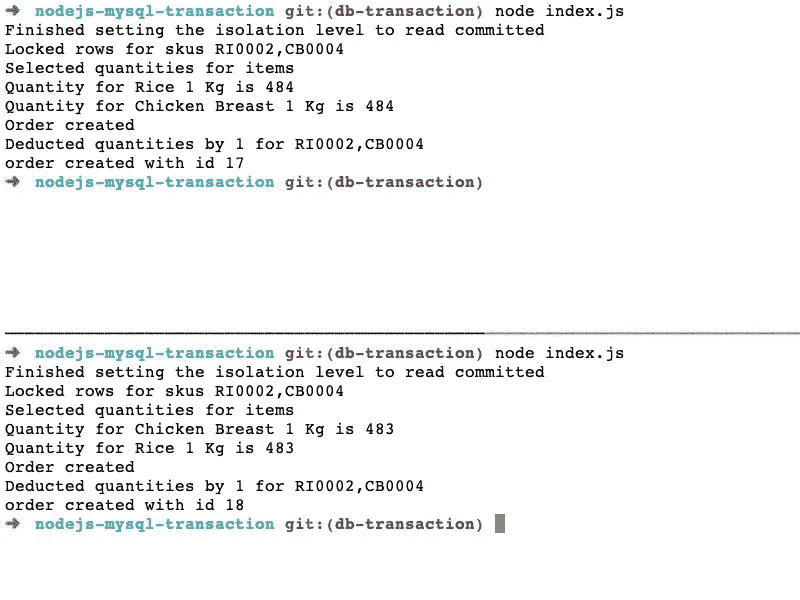 ➜ nodejs-mysql-transaction git:(db-transaction) node index.js
Finished setting the isolation level to read committed
Locked rows for skus RI0002,CB0004
Selected quantities for items
Quantity for Rice 1 Kg is 484
Quantity for Chicken Breast 1 Kg is 484
Order created
Deducted quantities by 1 for RI0002,CB0004
order created with id 17
➜ nodejs-mysql-transaction git:(db-transaction)
➜ nodejs-mysql-transaction git:(db-transaction) node index.js
Finished setting the isolation level to read committed
Locked rows for skus RI0002,CB0004
Selected quantities for items
Quantity for Chicken Breast 1 Kg is 483
Quantity for Rice 1 Kg is 483
Order created
Deducted quantities by 1 for RI0002,CB0004
order created with id 18
➜ nodejs-mysql-transaction git:(db-transaction)